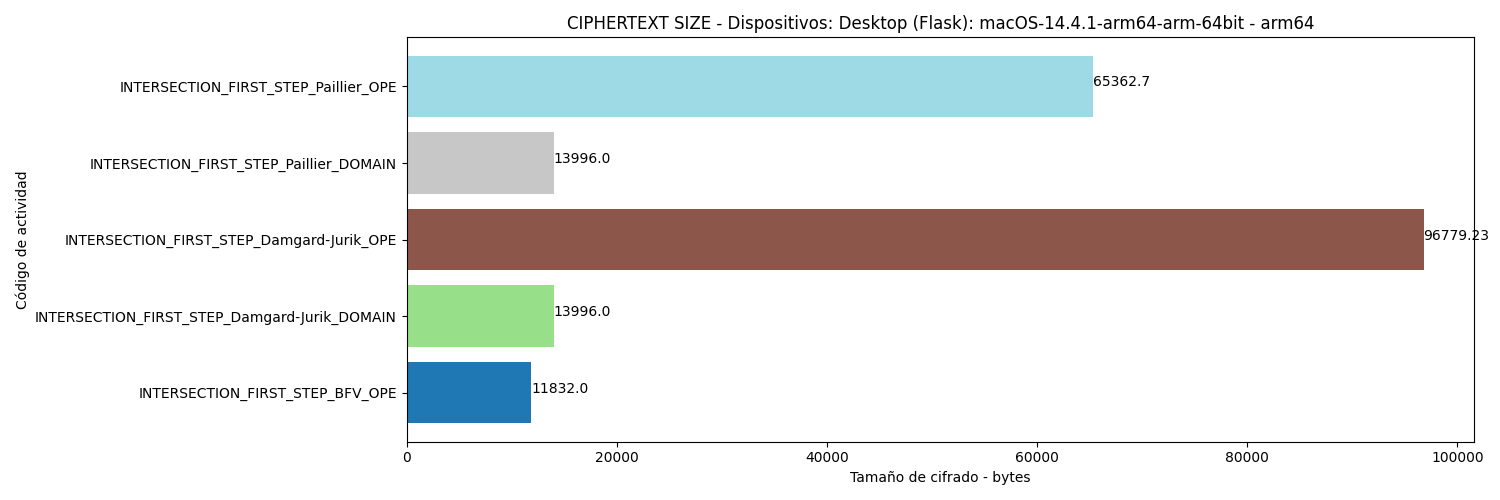 CIPHERTEXT SIZE - Dispositivos: Desktop (Flask): macOS-14.4.1-arm64-arm-64bit - arm64
Código de actividad
INTERSECTION_FIRST_STEP_Paillier_OPE
65362.7
INTERSECTION_FIRST_STEP_Paillier_DOMAIN
13996.0
INTERSECTION_FIRST_STEP_Damgard-Jurik_OPE
96779.23
INTERSECTION_FIRST_STEP_Damgard-Jurik_DOMAIN
13996.0
INTERSECTION_FIRST_STEP_BFV_OPE
11832.0
0 20000 40000 60000 80000 100000
Tamaño de cifrado - bytes